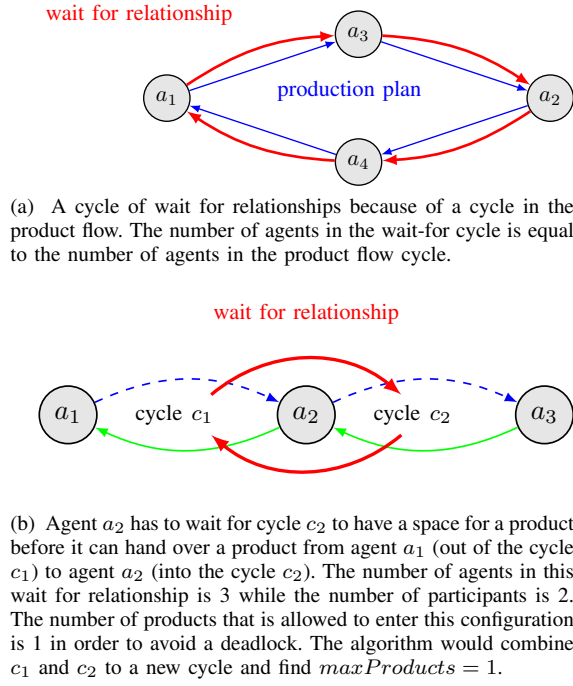 wait for relationship
a3
production plan
a1
a2
a4
(a) A cycle of wait for relationships because of a cycle in the
product flow. The number of agents in the wait-for cycle is equal
to the number of agents in the product flow cycle.
wait for relationship
a1 cycle c1 a2 cycle c2 a3
(b) Agent a2 has to wait for cycle c2 to have a space for a product
before it can hand over a product from agent a1 (out of the cycle
c1) to agent a2 (into the cycle c2). The number of agents in this
wait for relationship is 3 while the number of participants is 2.
The number of products that is allowed to enter this configuration
is 1 in order to avoid a deadlock. The algorithm would combine
c1 and c2 to a new cycle and find maxProducts = 1.